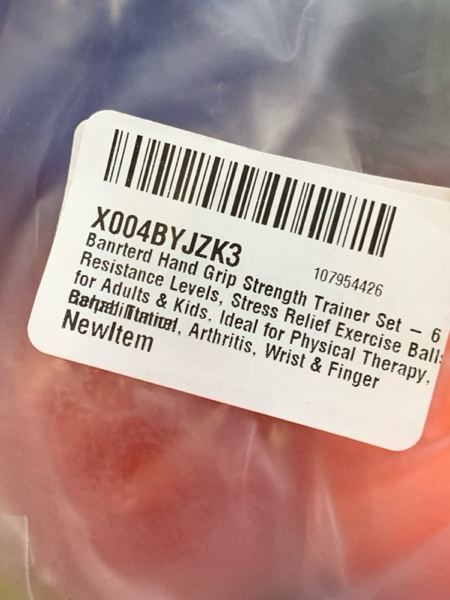 X004BYJZK3
107954426
Banrterd Hand Grip Strength Trainer Set – 6
Resistance Levels, Stress Relief Exercise Ball
for Adults & Kids, Ideal for Physical Therapy,
Arthritis, Wrist & Finger
NewItem